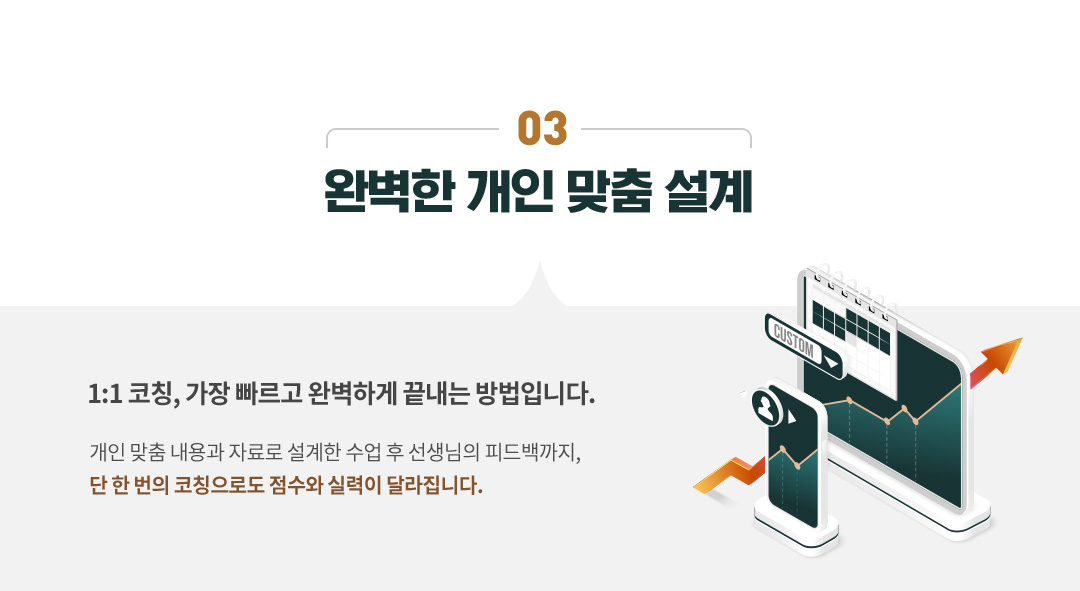 03
완벽한 개인 맞춤 설계
CUSTOM
1:1 코칭, 가장 빠르고 완벽하게 끝내는 방법입니다.
개인 맞춤 내용과 자료로 설계한 수업 후 선생님의 피드백까지,
단 한 번의 코칭으로도 점수와 실력이 달라집니다.